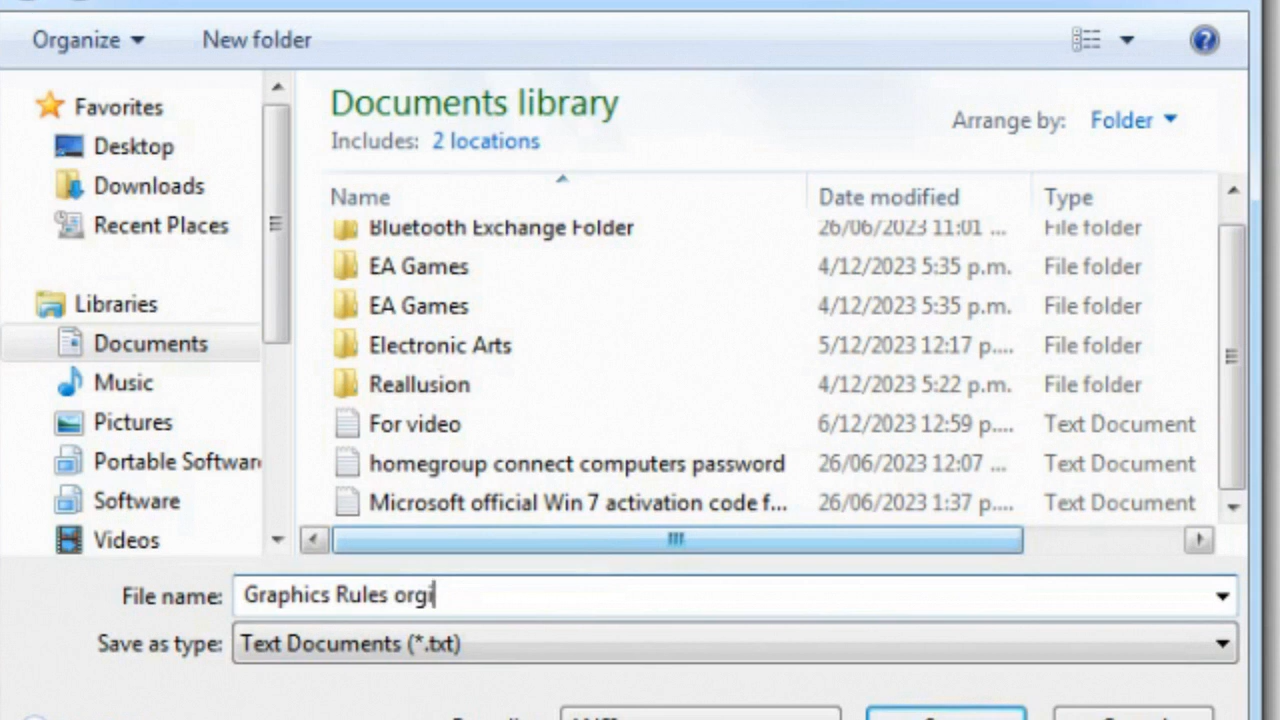 Organize New folder
Favorites
Desktop
Downloads
Recent Places
Libraries
Documents
Music
Pictures
Portable Softwar
Software
Videos
Documents library
Includes: 2 locations
Arrange by: Folder
Name Date modified Type
Bluetooth Exchange Folder 26/06/2023 11:01 ... File folder
EA Games 4/12/2023 5:35 p.m. File folder
EA Games 4/12/2023 5:35 p.m. File folder
Electronic Arts 5/12/2023 12:17 p.... File folder
Reallusion 4/12/2023 5:22 p.m. File folder
For video 6/12/2023 12:59 p.... Text Document
homegroup connect computers password 26/06/2023 12:07 ... Text Document
Microsoft official Win 7 activation code f... 26/06/2023 1:37 p.... Text Document
File name: Graphics Rules orgi
Save as type: Text Documents (*.txt)